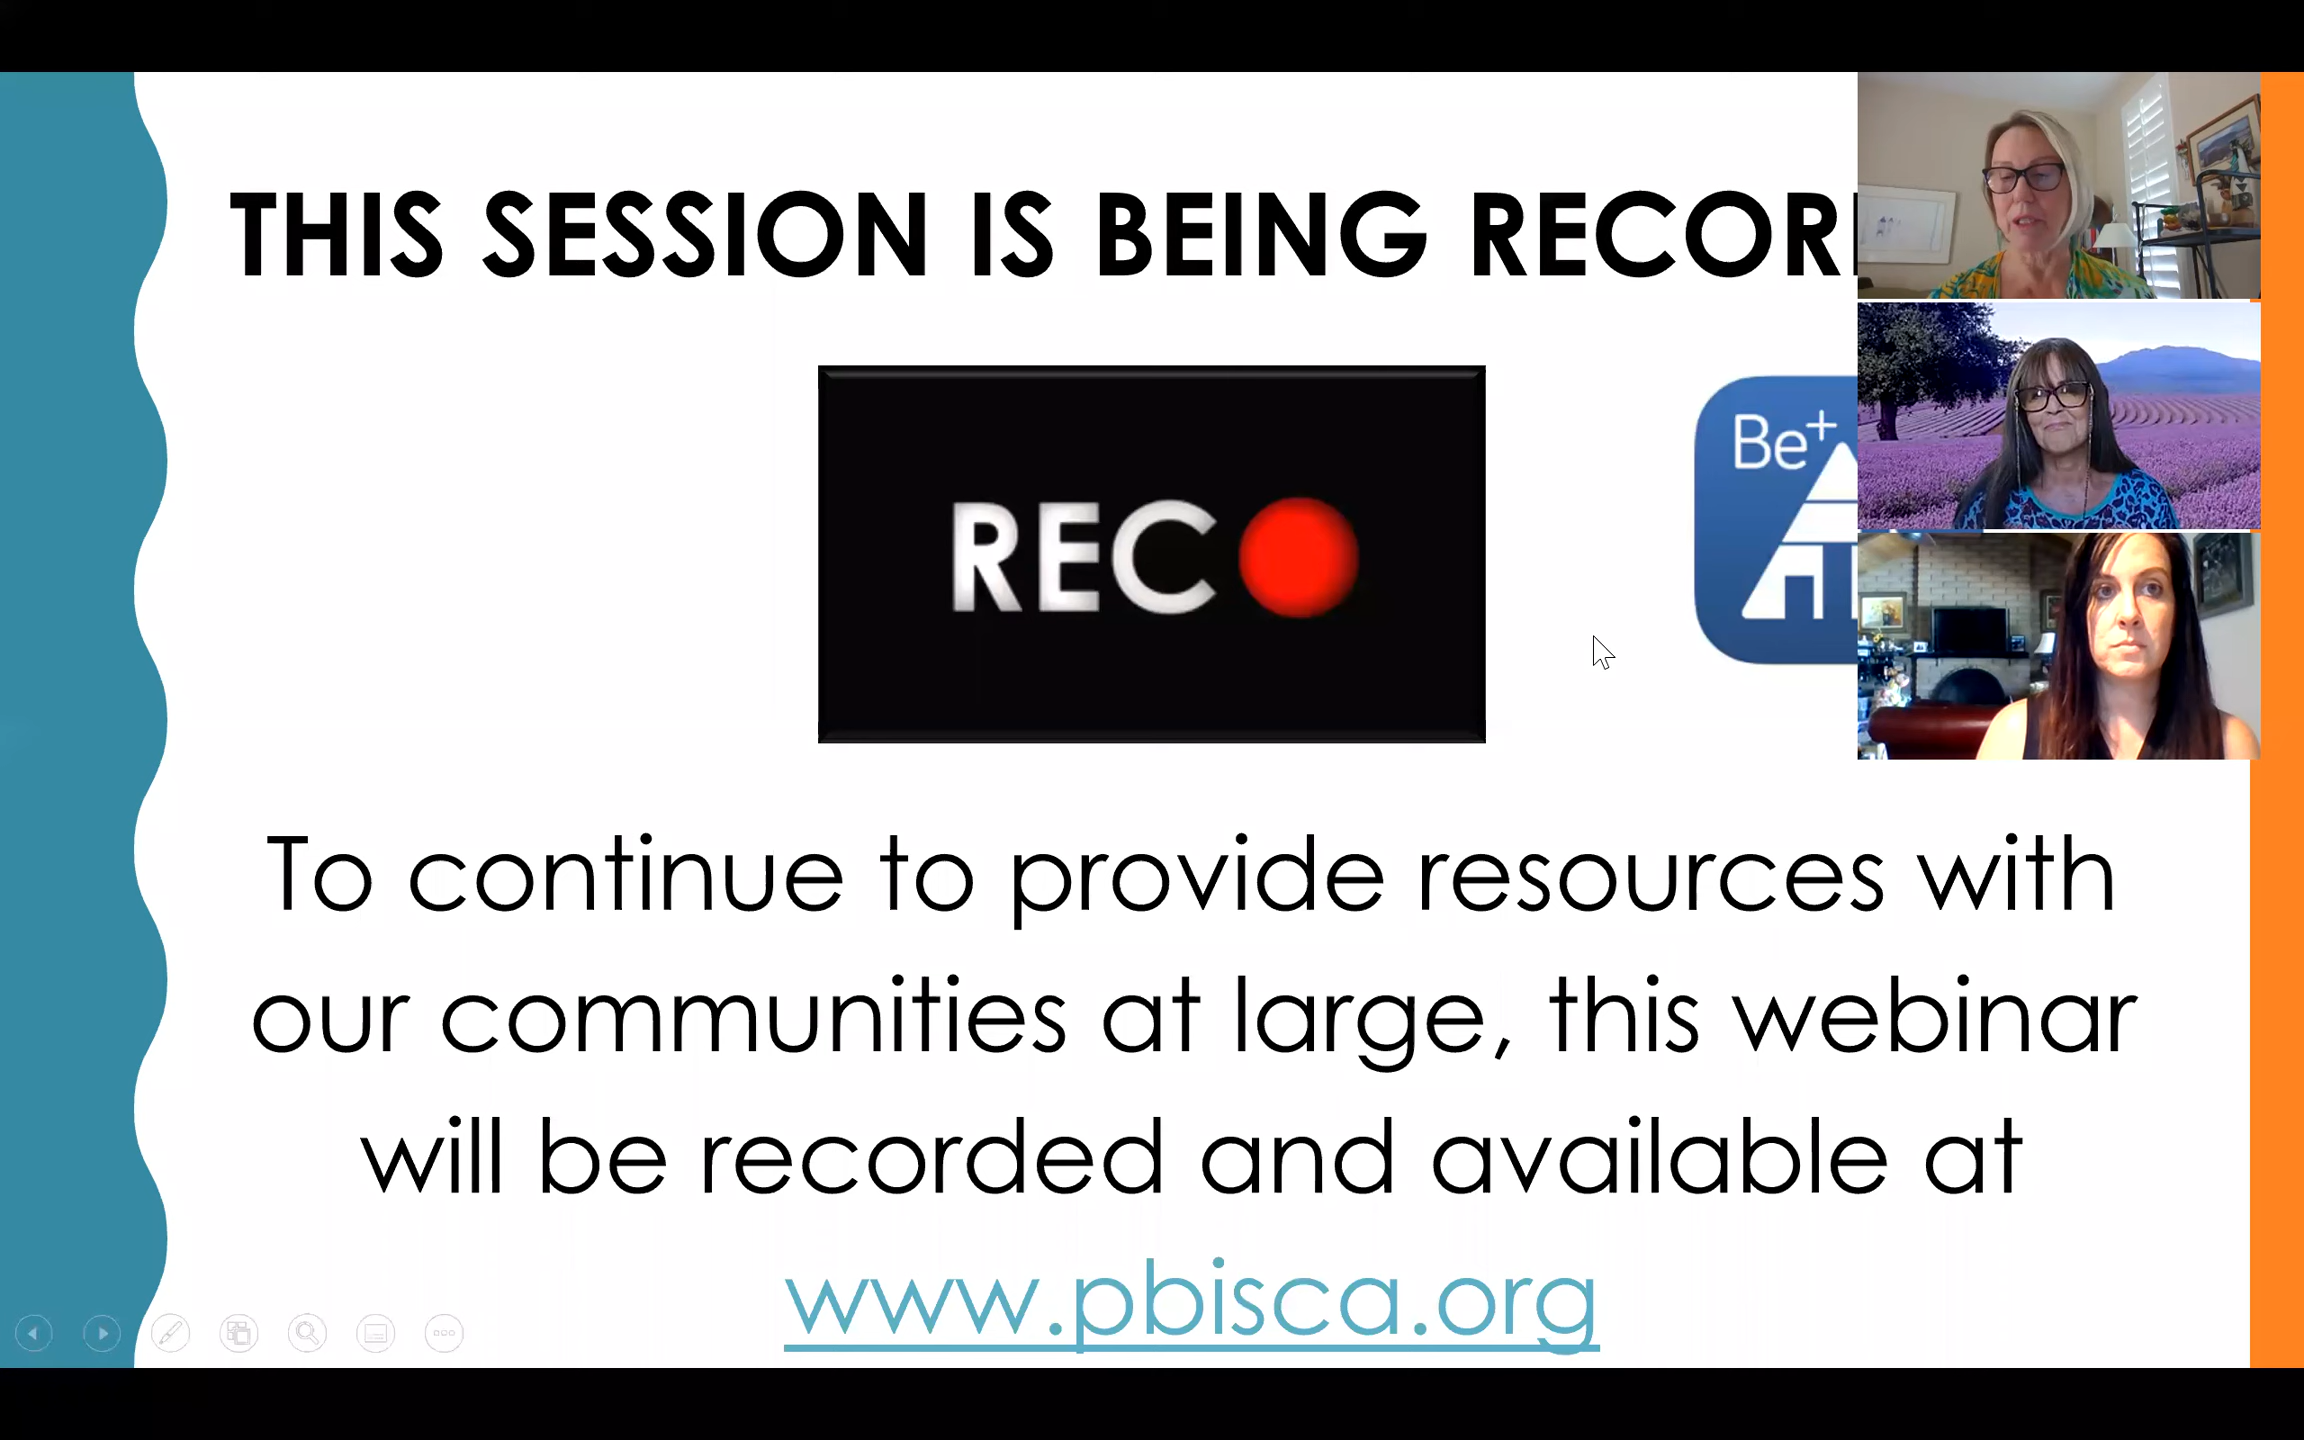 THIS SESSION IS BEING RECOR
REC
Be+
To continue to provide resources with
our communities at large, this webinar
will be recorded and available at
www.pbisca.org